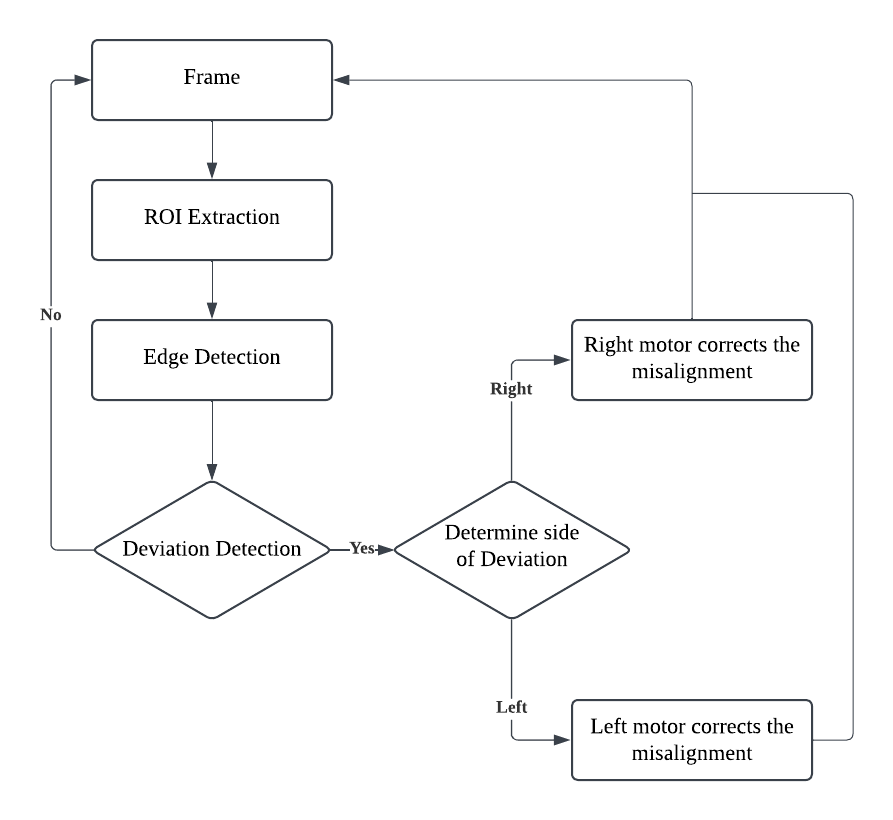 Frame
ROI Extraction
No
Edge Detection
Right motor corrects the
misalignment
Right
Deviation Detection
Yes
Determine side
of Deviation
Left
Left motor corrects the
misalignment